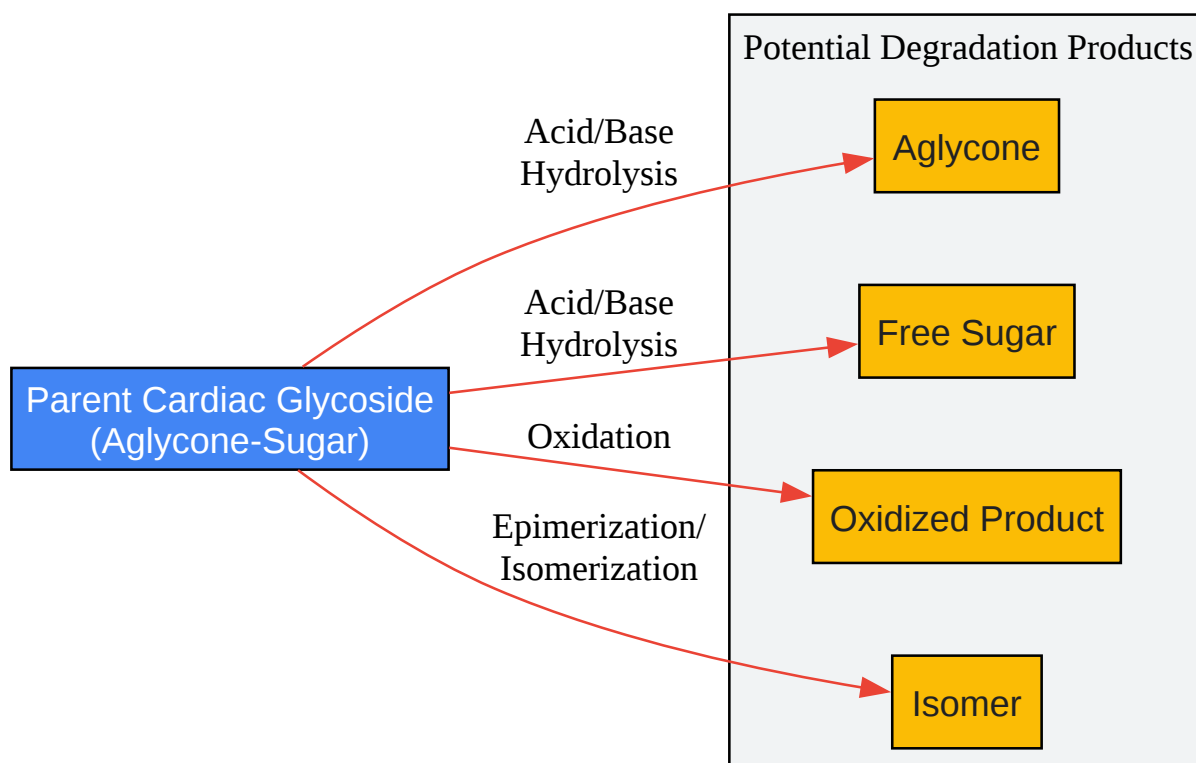 Potential Degradation Products
Acid/Base
Hydrolysis
Aglycone
Acid/Base
Hydrolysis
Free Sugar
Parent Cardiac Glycoside
(Aglycone-Sugar)
Oxidation
Oxidized Product
Epimerization/
Isomerization
Isomer